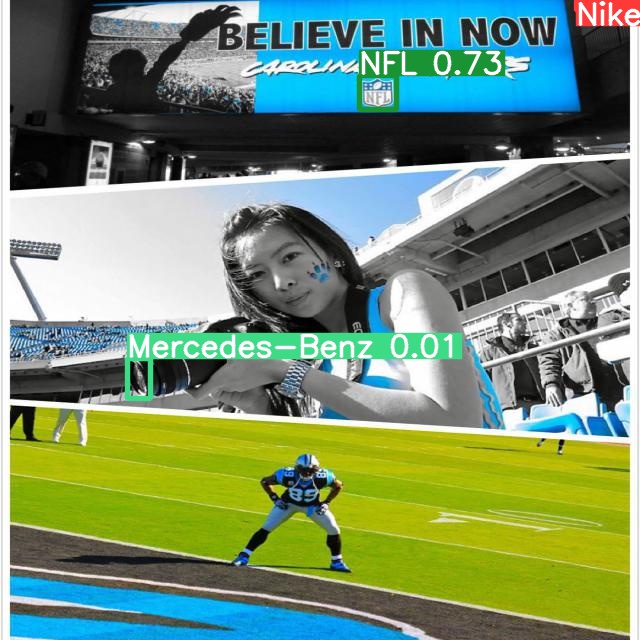 Nike
BELIEVE IN NOW
NFL 0.73
NFL
Mercedes-Benz 0.01
89